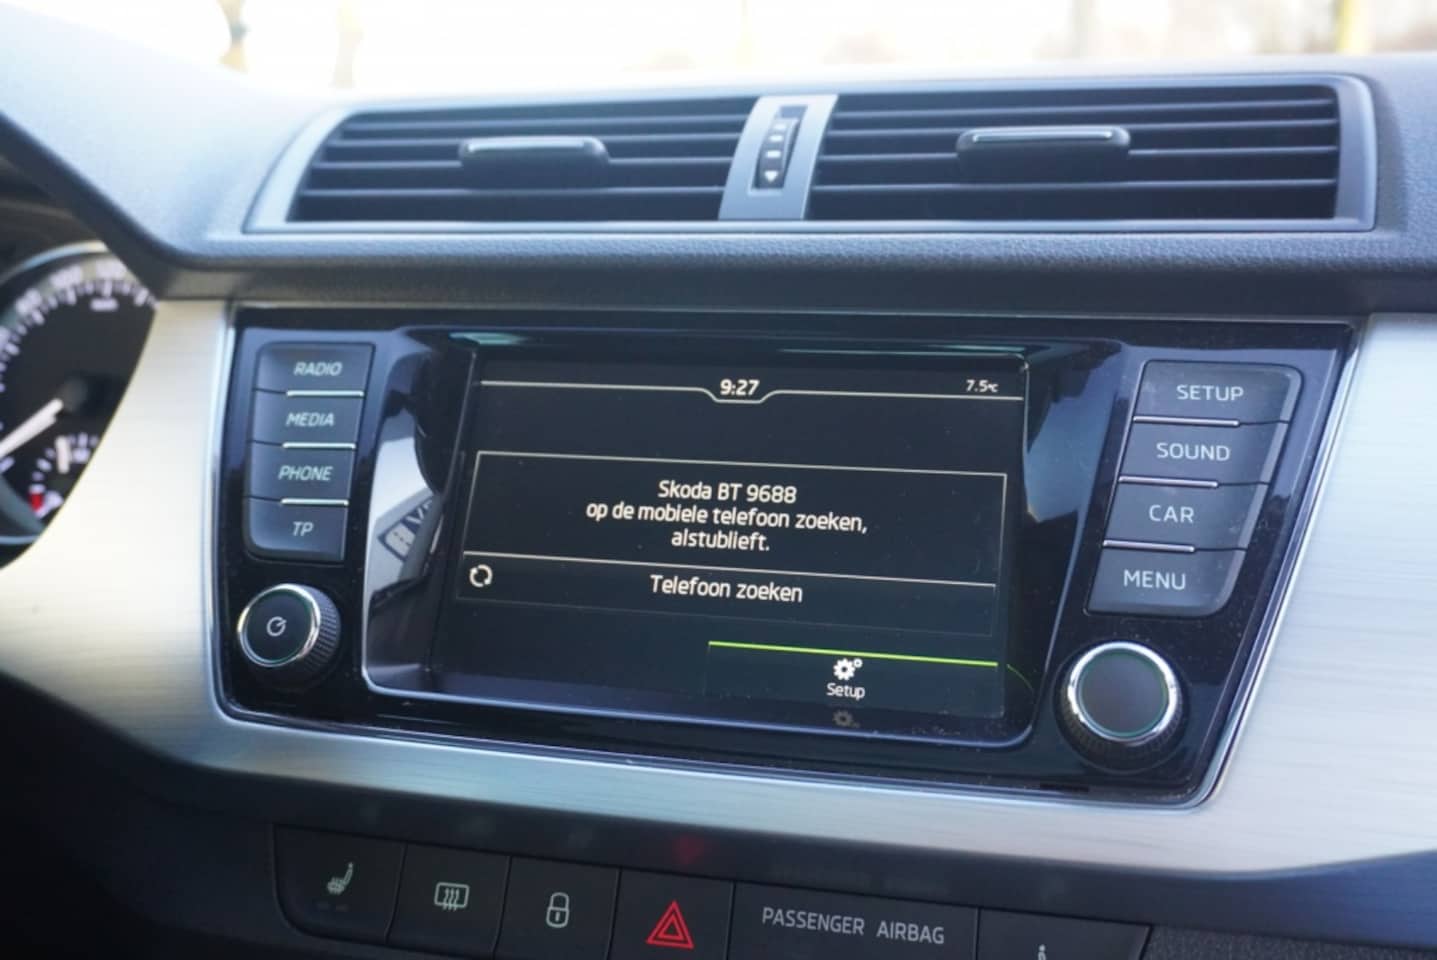 9:27
7.5°C
RADIO
MEDIA
PHONE
TP
Skoda BT 9688
op de mobiele telefoon zoeken,
alstublieft.
Telefoon zoeken
Setup
SETUP
SOUND
CAR
MENU
PASSENGER AIRBAG